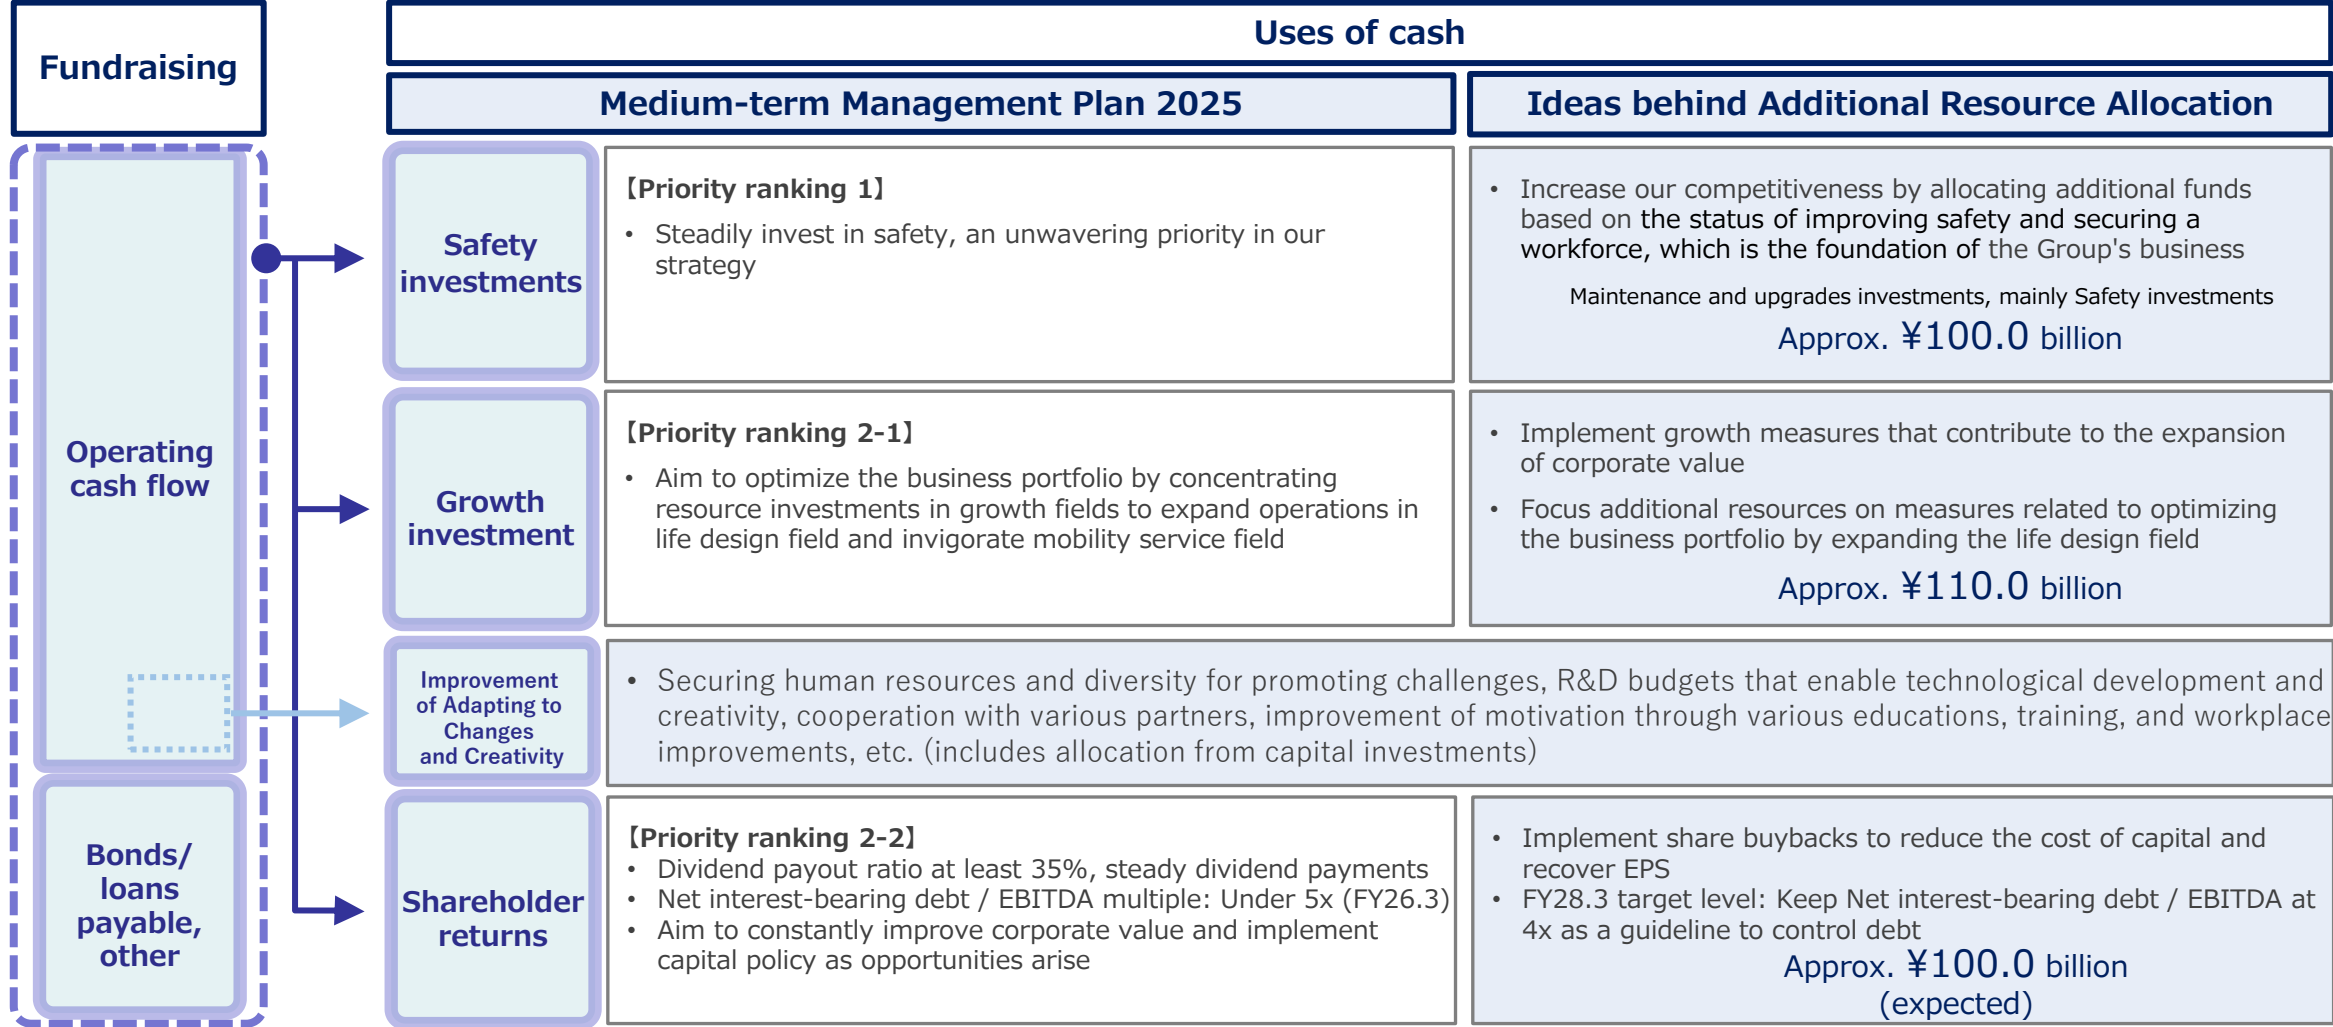 Fundraising
Uses of cash
Medium-term Management Plan 2025
Ideas behind Additional Resource Allocation
Operating
cash flow
Bonds/
loans
payable,
other
Safety
investments
【Priority ranking 1】
• Steadily invest in safety, an unwavering priority in our
strategy
• Increase our competitiveness by allocating additional funds
based on the status of improving safety and securing a
workforce, which is the foundation of the Group's business
Maintenance and upgrades investments, mainly Safety investments
Approx. ¥100.0 billion
Growth
investment
【Priority ranking 2-1】
• Aim to optimize the business portfolio by concentrating
resource investments in growth fields to expand operations in
life design field and invigorate mobility service field
• Implement growth measures that contribute to the expansion
of corporate value
• Focus additional resources on measures related to optimizing
the business portfolio by expanding the life design field
Approx. ¥110.0 billion
Improvement
of Adapting to
Changes
and Creativity
• Securing human resources and diversity for promoting challenges, R&D budgets that enable technological development and
creativity, cooperation with various partners, improvement of motivation through various educations, training, and workplace
improvements, etc. (includes allocation from capital investments)
Shareholder
returns
【Priority ranking 2-2】
• Dividend payout ratio at least 35%, steady dividend payments
• Net interest-bearing debt / EBITDA multiple: Under 5x (FY26.3)
• Aim to constantly improve corporate value and implement
capital policy as opportunities arise
• Implement share buybacks to reduce the cost of capital and
recover EPS
• FY28.3 target level: Keep Net interest-bearing debt / EBITDA at
4x as a guideline to control debt
Approx. ¥100.0 billion
(expected)